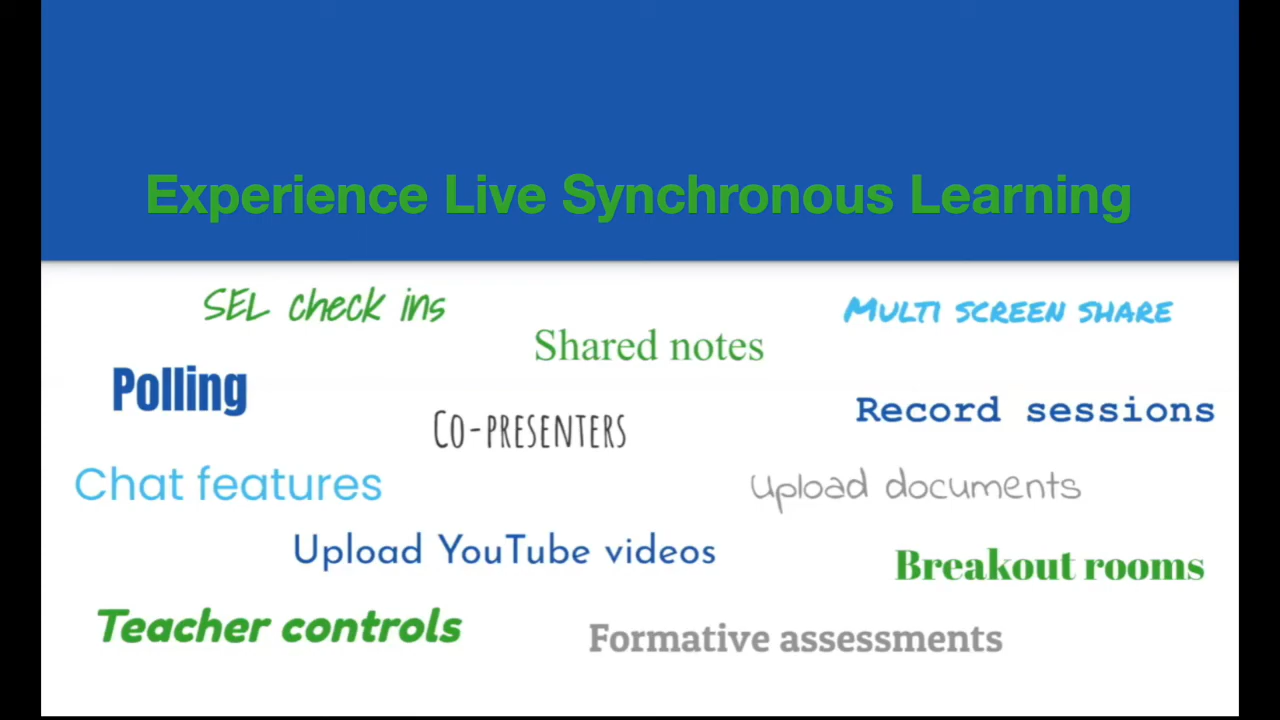 Experience Live Synchronous Learning
SEL check ins
Multi screen share
Shared notes
Polling
Co-presenters
Record sessions
Chat features
Upload documents
Upload YouTube videos
Breakout rooms
Teacher controls
Formative assessments